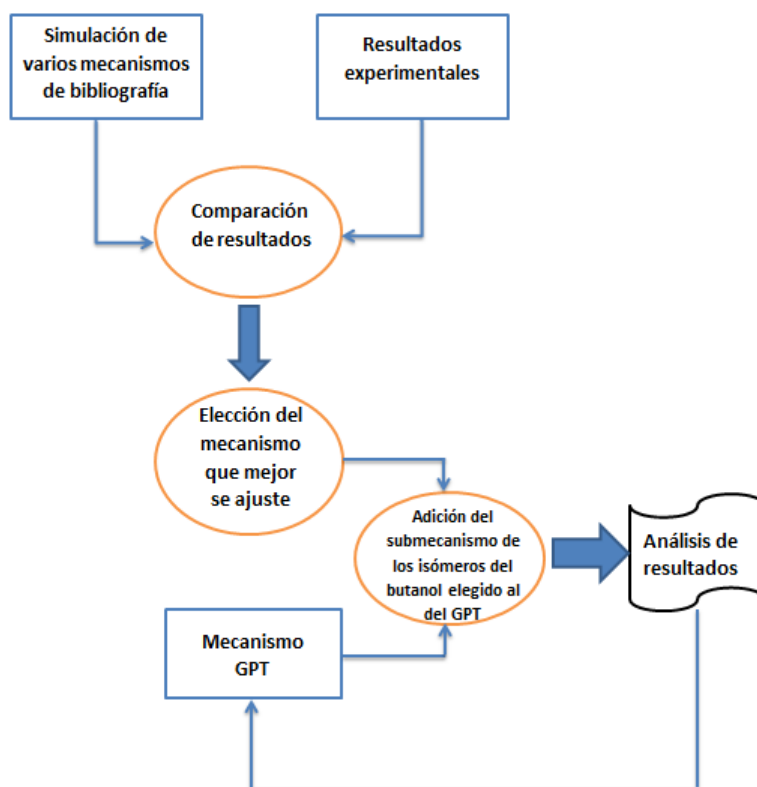 Simulación de
varios mecanismos
de bibliografía
Resultados
experimentales
Comparación
de resultados
Elección del
mecanismo
que mejor
se ajuste
Adición del
submecanismo de
los isómeros del
butanol elegido al
del GPT
Análisis de
resultados
Mecanismo
GPT